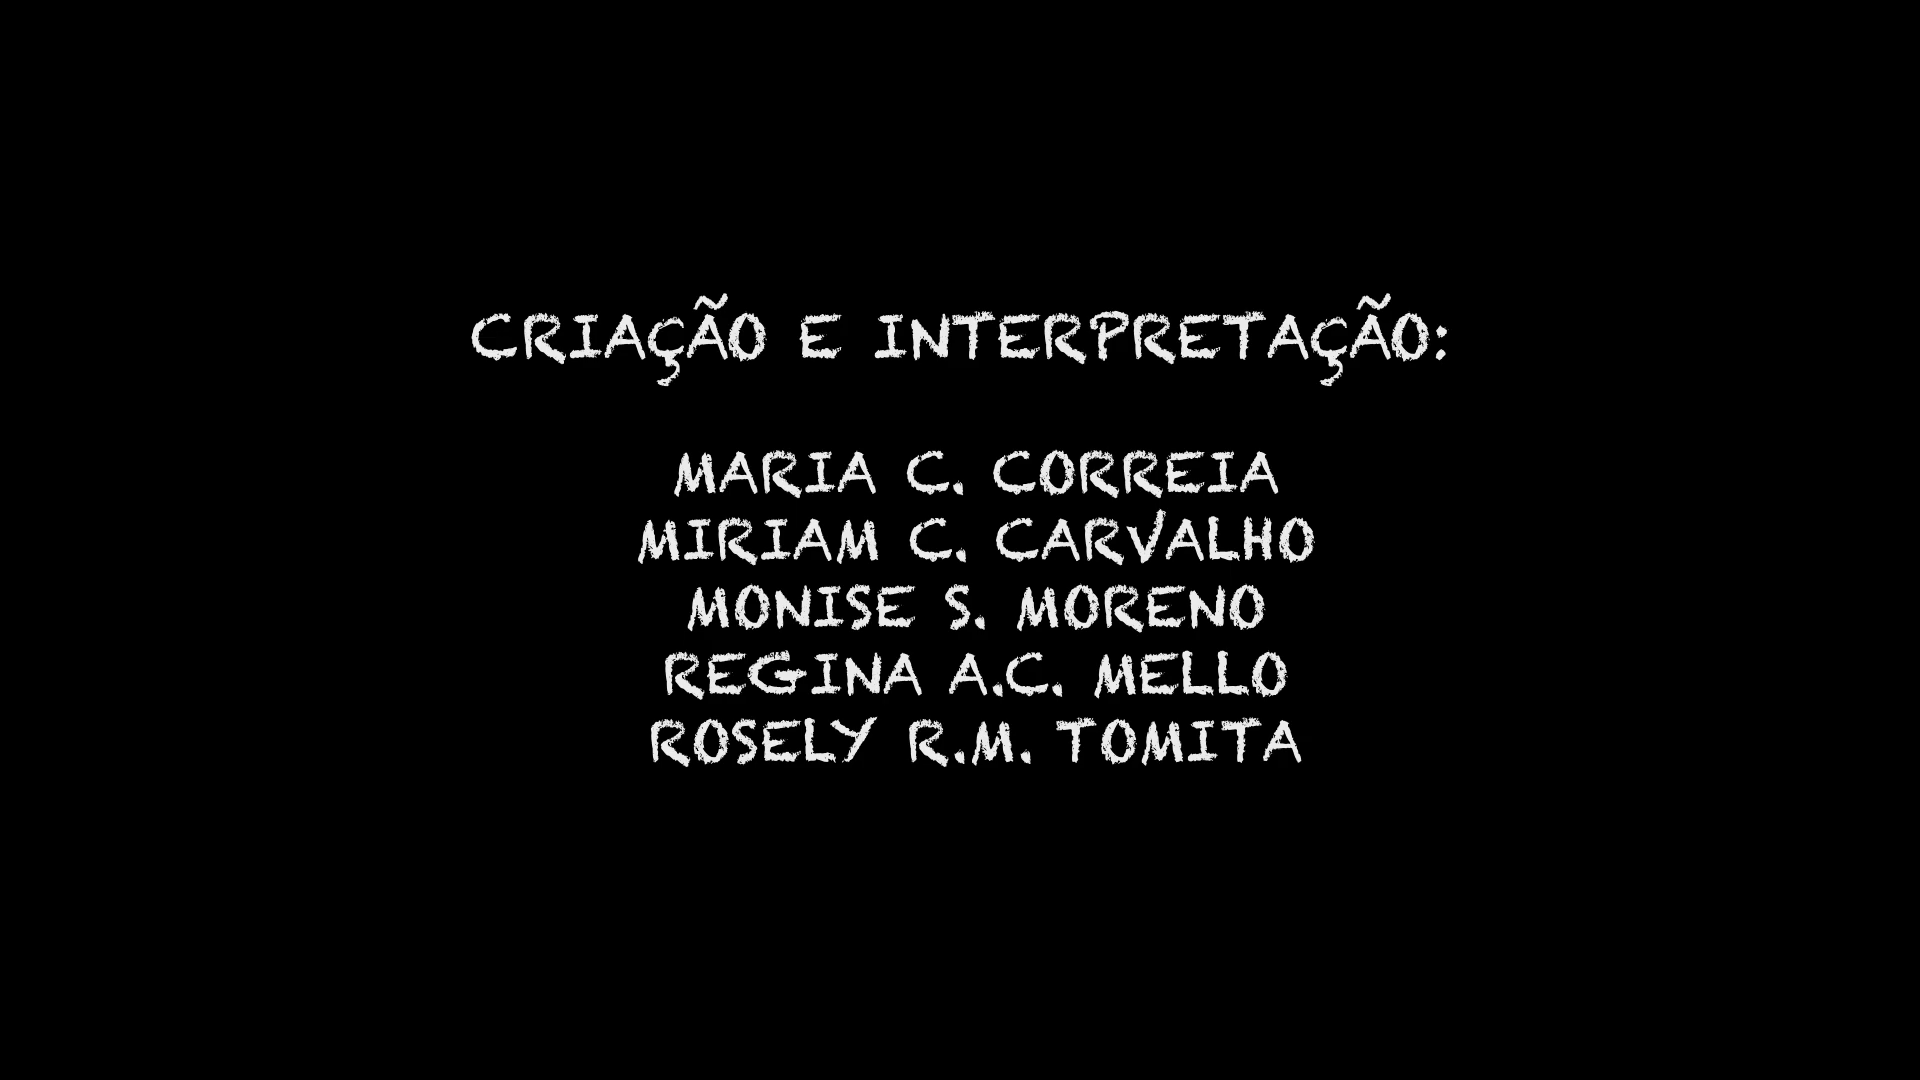 CRIAÇÃO E INTERPRETAÇÃO:
MARIA C. CORREIA
MIRIAM C. CARVALHO
MONISE S. MORENO
REGINA A.C. MELLO
ROSELY R.M. TOMITA